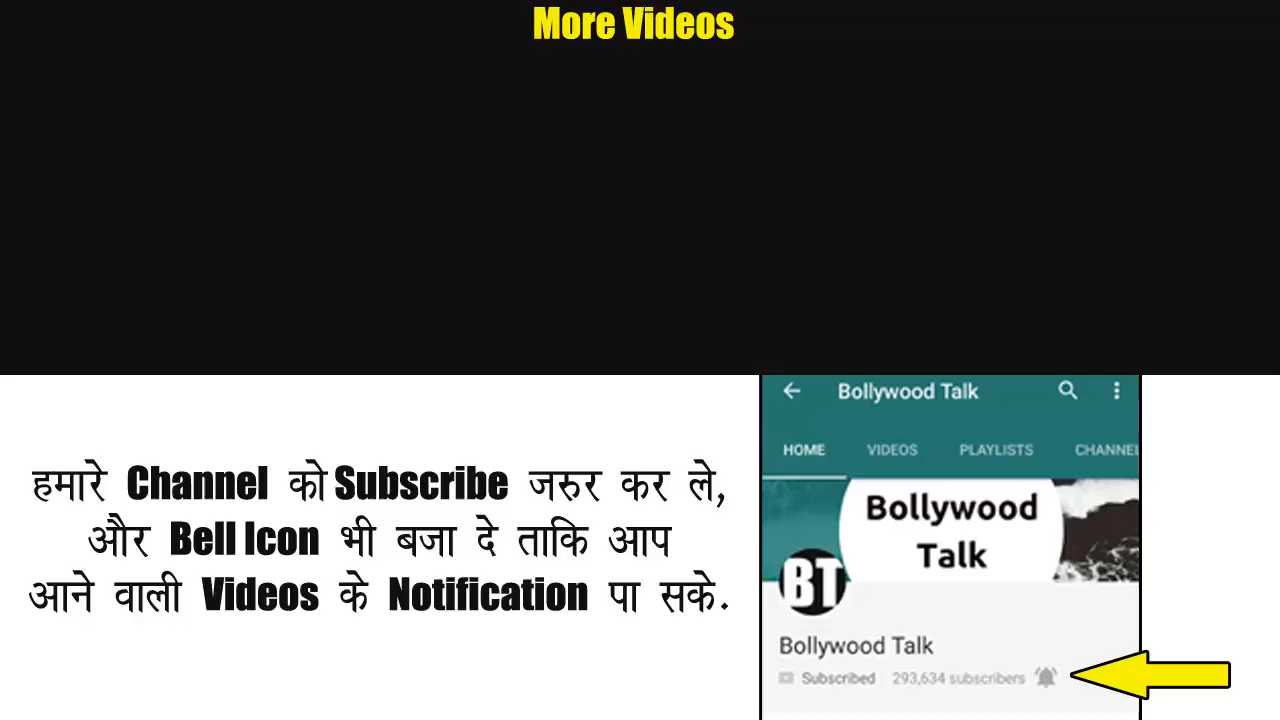 More Videos
हमारे Channel को Subscribe जरुर कर ले,
और Bell Icon भी बजा दे ताकि आप
आने वाली Videos के Notification पा सके.
Bollywood Talk
HOME VIDEOS PLAYLISTS CHANNEL
Bollywood
Talk
BT
Bollywood Talk
Subscribed 293,634 subscribers